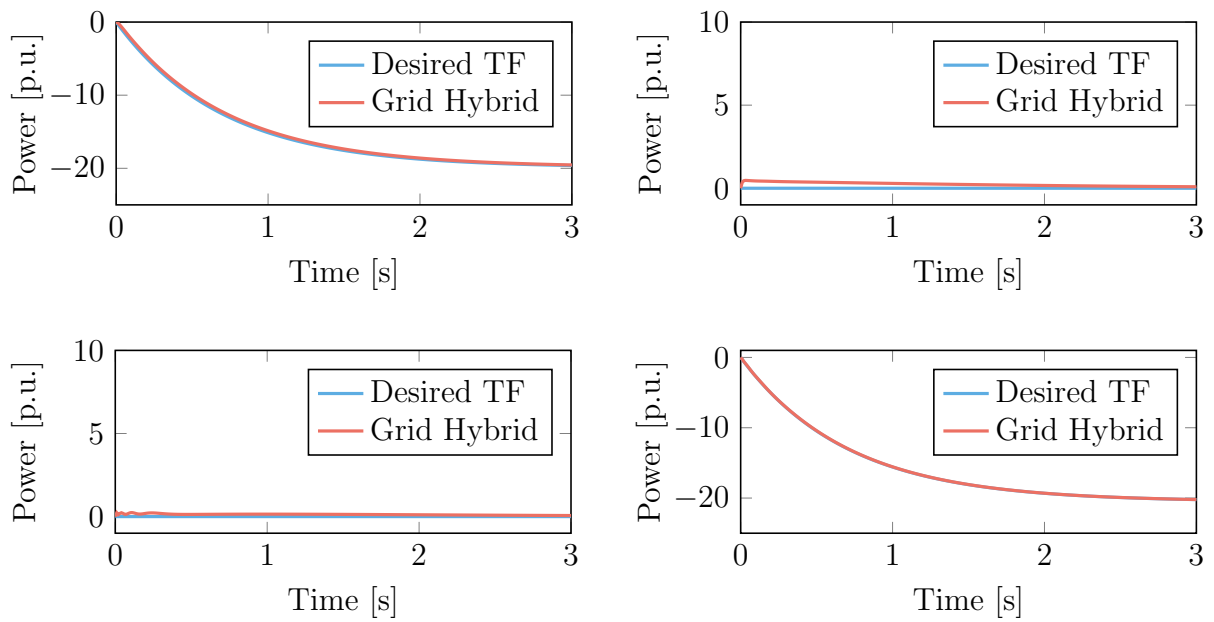 0
−10
−20
Power [p.u.]
Desired TF
Grid Hybrid
0 1 2 3
Time [s]
10
5
0
Power [p.u.]
Desired TF
Grid Hybrid
0 1 2 3
Time [s]
10
5
0
Power [p.u.]
Desired TF
Grid Hybrid
0 1 2 3
Time [s]
0
−10
−20
Power [p.u.]
Desired TF
Grid Hybrid
0 1 2 3
Time [s]